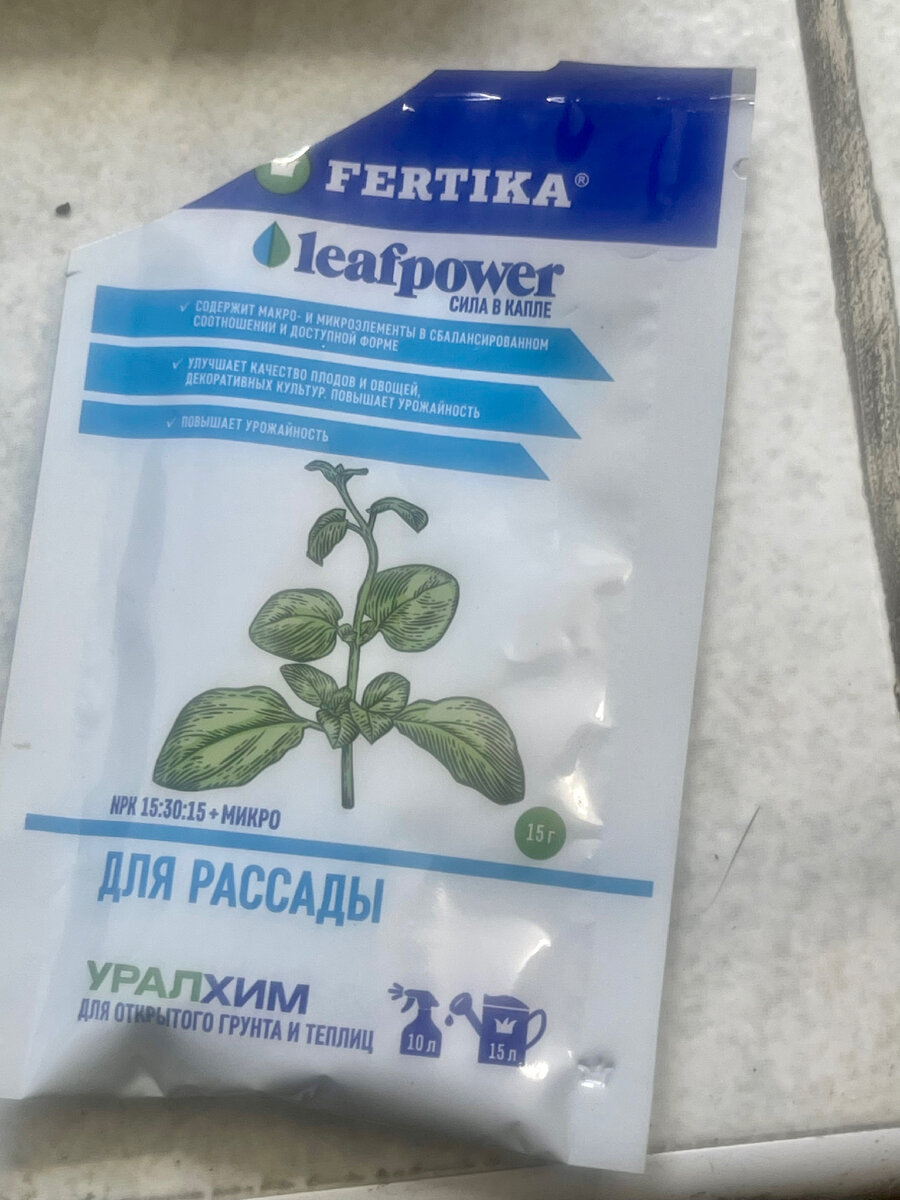 FERTIKA®
leafpower
СИЛА В КАПЛЕ
✓ СОДЕРЖИТ МАКРО- И МИКРОЭЛЕМЕНТЫ В СБАЛАНСИРОВАННОМ
СООТНОШЕНИИ И ДОСТУПНОЙ ФОРМЕ
✓ УЛУЧШАЕТ КАЧЕСТВО ПЛОДОВ И ОВОЩЕЙ,
ДЕКОРАТИВНЫХ КУЛЬТУР. ПОВЫШАЕТ УРОЖАЙНОСТЬ
✓ ПОВЫШАЕТ УРОЖАЙНОСТЬ
NPK 15:30:15 + МИКРО
15 г
ДЛЯ РАССАДЫ
УРАЛХИМ
ДЛЯ ОТКРЫТОГО ГРУНТА И ТЕПЛИЦ
10 л
15 л